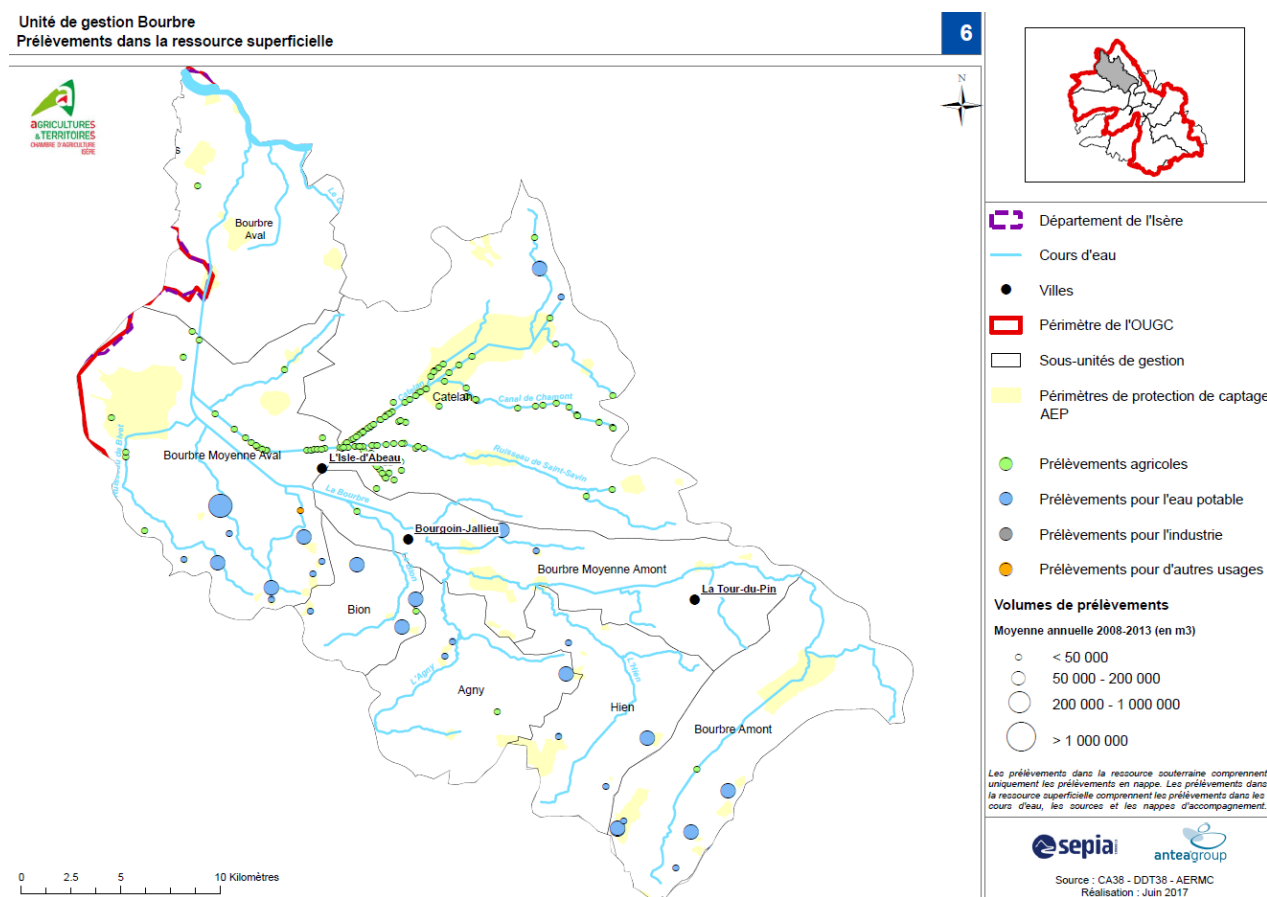 Unité de gestion Bourbre
Prélèvements dans la ressource superficielle
6
N
aGRICULTURES
& TERRITOIRES
CHAMBRE D'AGRICULTURE
ISÈRE
s
Bourbre
Aval
Catelan
Catelan
Canal de Chamont
Bourbre Moyenne Aval
L'Isle-d'Abeau
Ruisseau de Saint-Savin
La Bourbre
Bourgoin-Jallieu
Le Bion
Bourbre Moyenne Amont
La Tour-du-Pin
Bion
L'Agny
Agny
L'Hien
Hien
Bourbre Amont
0 2.5 5 10 Kilomètres
Département de l'Isère
Cours d'eau
Villes
Périmètre de l'OUGC
Sous-unités de gestion
Périmètres de protection de captage
AEP
Prélèvements agricoles
Prélèvements pour l'eau potable
Prélèvements pour l'industrie
Prélèvements pour d'autres usages
Volumes de prélèvements
Moyenne annuelle 2008-2013 (en m3)
< 50 000
50 000 - 200 000
200 000 - 1 000 000
> 1 000 000
Les prélèvements dans la ressource souterraine comprennent
uniquement les prélèvements en nappe. Les prélèvements dans
la ressource superficielle comprennent les prélèvements dans les
cours d'eau, les sources et les nappes d'accompagnement.
sepia
anteagroup
Source : CA38 - DDT38 - AERMC
Réalisation : Juin 2017